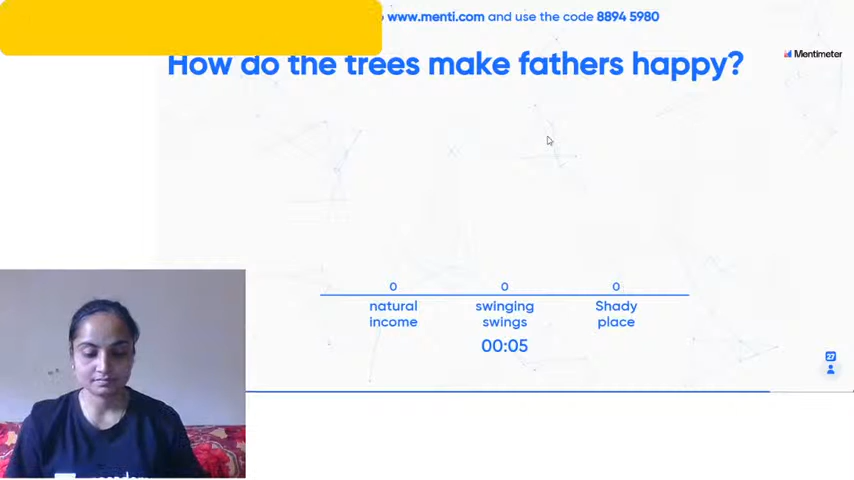 www.menti.com and use the code 8894 5980
Mentimeter
How do the trees make fathers happy?
0 0 0
natural swinging Shady
income swings place
00:05
27